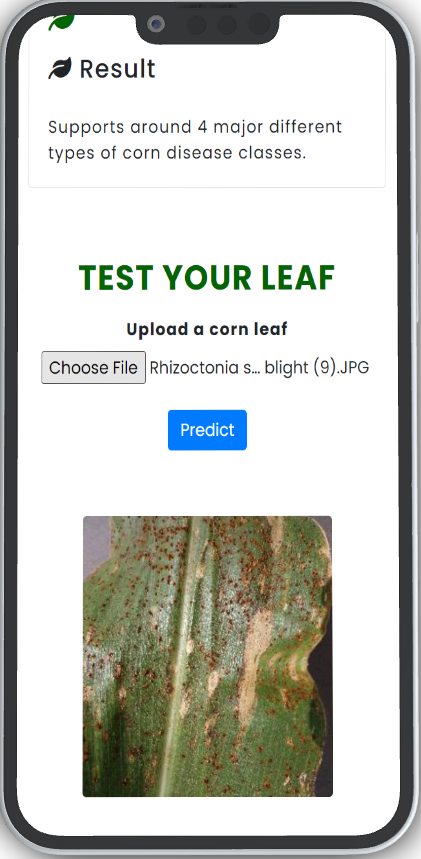 Result
Supports around 4 major different
types of corn disease classes.
TEST YOUR LEAF
Upload a corn leaf
Choose File Rhizoctonia s... blight (9).JPG
Predict